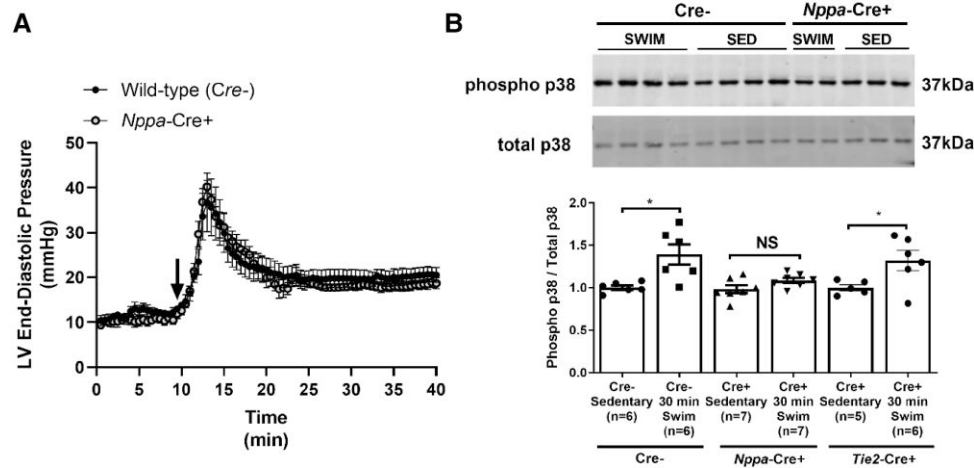 A
Wild-type (Cre-)
Nppa-Cre+
LV End-Diastolic Pressure
(mmHg)
50
40
30
20
10
0
0 5 10 15 20 25 30 35 40
Time
(min)
B
Cre- Nppa-Cre+
SWIM SED SWIM SED
phospho p38 37kDa
total p38 37kDa
Phospho p38 / Total p38
2.0
1.5
1.0
0.5
0.0
* NS *
Cre- Cre- Cre+ Cre+ Cre+ Cre+
Sedentary 30 min Sedentary 30 min Sedentary 30 min
(n=6) Swim (n=7) Swim (n=5) Swim
(n=6) (n=7) (n=6)
Cre- Nppa-Cre+ Tie2-Cre+